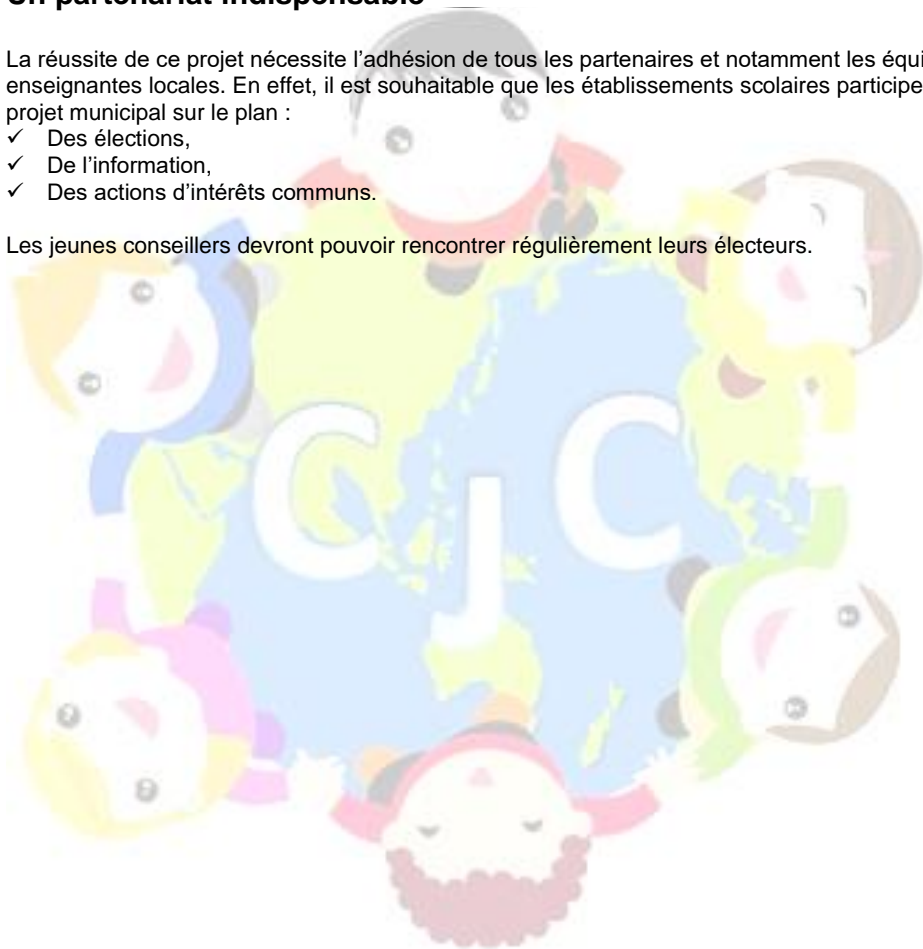 Un partenariat indispensable
La réussite de ce projet nécessite l’adhésion de tous les partenaires et notamment les équi
enseignantes locales. En effet, il est souhaitable que les établissements scolaires participe
projet municipal sur le plan :
✓ Des élections,
✓ De l’information,
✓ Des actions d’intérêts communs.
Les jeunes conseillers devront pouvoir rencontrer régulièrement leurs électeurs.
C J C